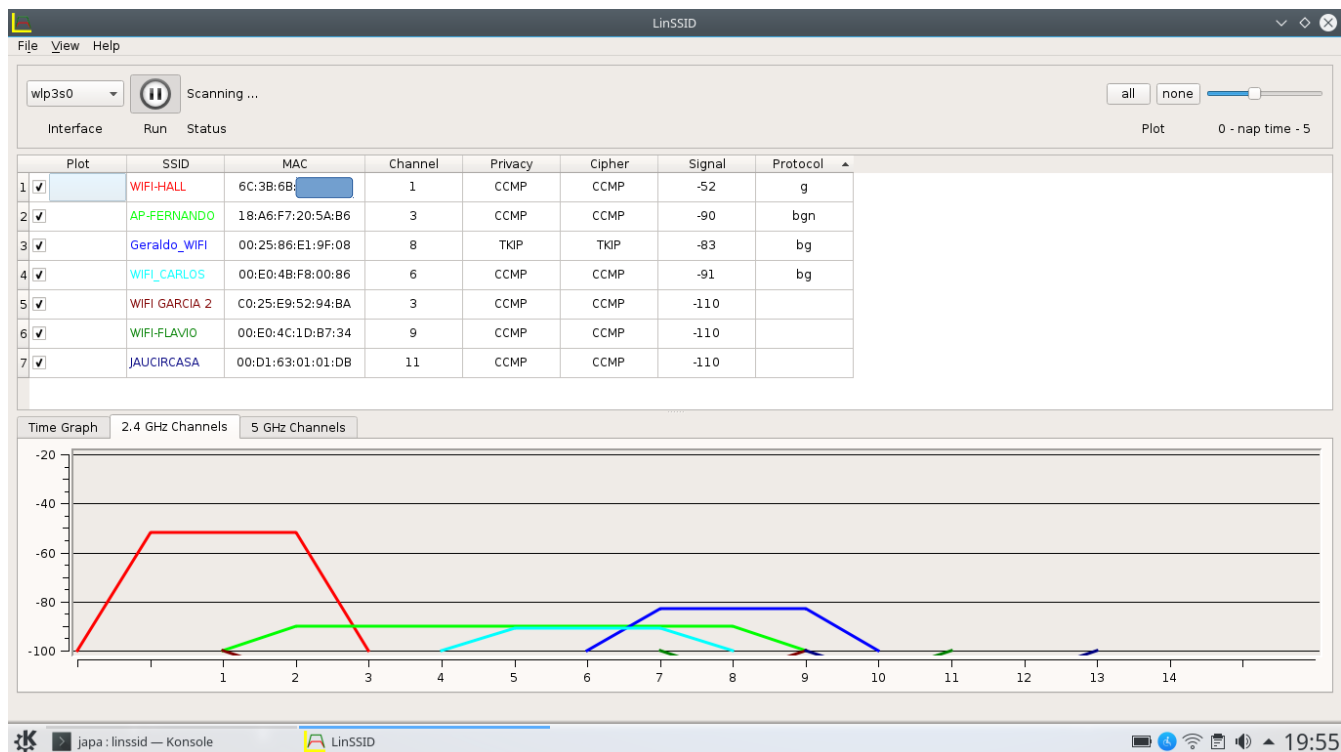 LinSSID
File View Help
wlp3s0 Scanning ... all none
Interface Run Status Plot 0 - nap time - 5
Plot SSID MAC Channel Privacy Cipher Signal Protocol
1 WIFI-HALL 6C:3B:6B: 1 CCMP CCMP -52 g
2 AP-FERNANDO 18:A6:F7:20:5A:B6 3 CCMP CCMP -90 bgn
3 Geraldo_WIFI 00:25:86:E1:9F:08 8 TKIP TKIP -83 bg
4 WIFI_CARLOS 00:E0:4B:F8:00:86 6 CCMP CCMP -91 bg
5 WIFI GARCIA 2 C0:25:E9:52:94:BA 3 CCMP CCMP -110
6 WIFI-FLAVIO 00:E0:4C:1D:B7:34 9 CCMP CCMP -110
7 JAUCIRCASA 00:D1:63:01:01:DB 11 CCMP CCMP -110
Time Graph 2.4 GHz Channels 5 GHz Channels
-20
-40
-60
-80
-100
1 2 3 4 5 6 7 8 9 10 11 12 13 14
japa : linssid — Konsole LinSSID 19:55